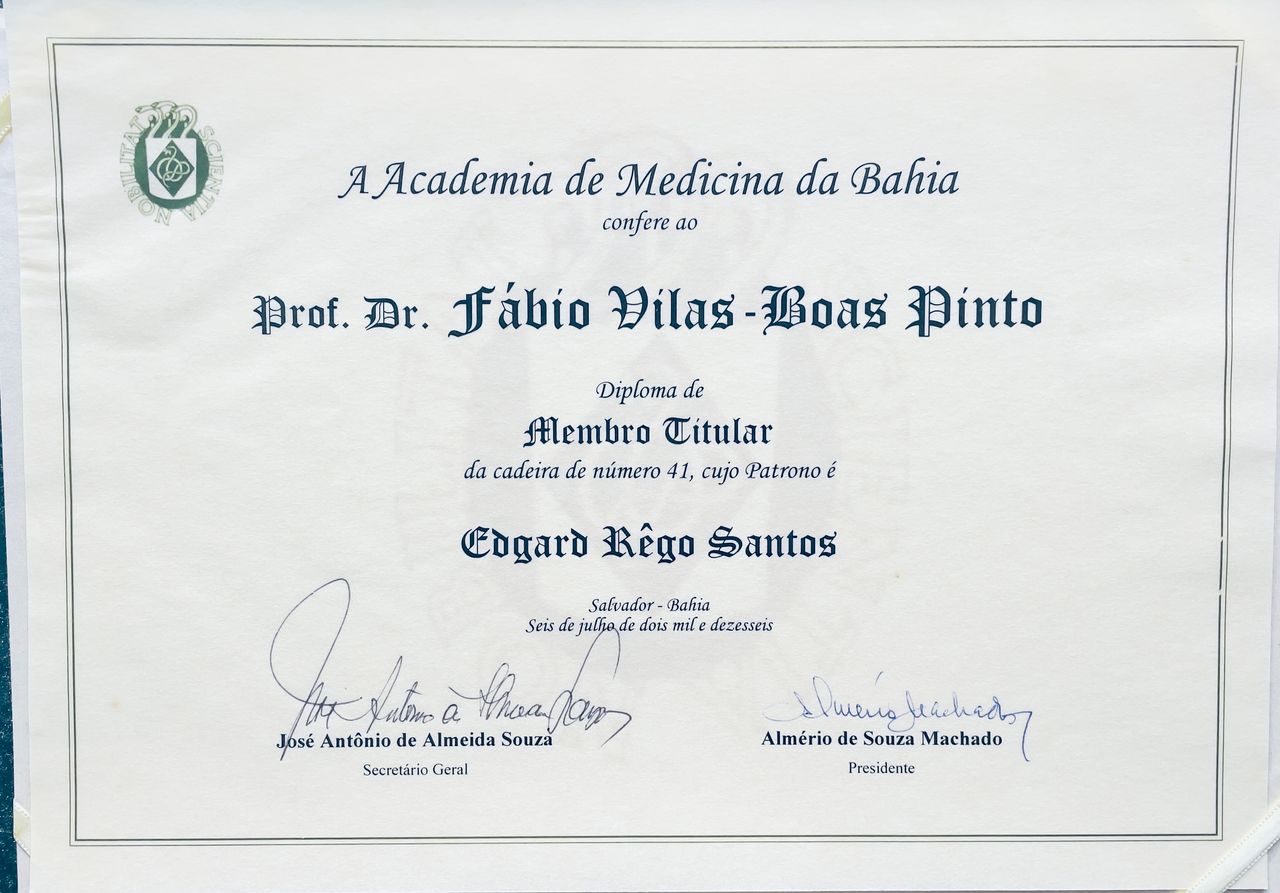 NOBILITAT SCIENTIA
A Academia de Medicina da Bahia
confere ao
Prof. Dr. Fábio Vilas-Boas Pinto
Diploma de
Membro Titular
da cadeira de número 41, cujo Patrono é
Edgard Rêgo Santos
Salvador - Bahia
Seis de julho de dois mil e dezesseis
José Antônio de Almeida Souza
Secretário Geral
Almério de Souza Machado
Presidente